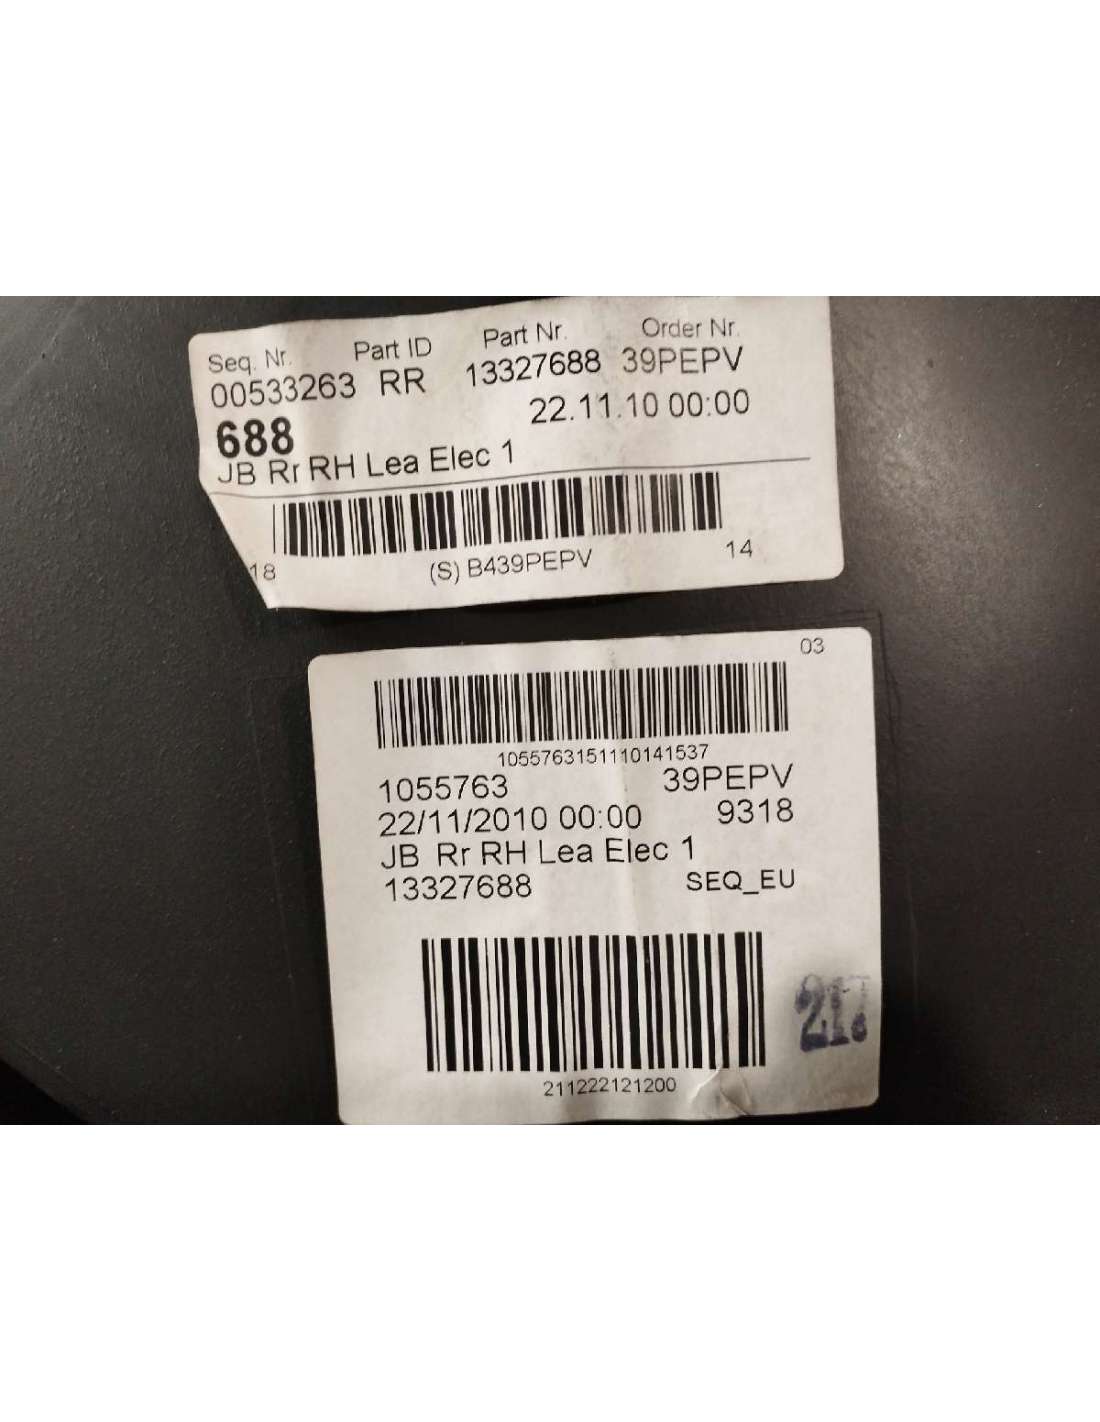 Seq. Nr. Part ID Part Nr. Order Nr.
00533263 RR 13327688 39PEPV
688 22.11.10 00:00
JB Rr RH Lea Elec 1
18 (S) B439PEPV 14
03
1055763151110141537
1055763 39PEPV
22/11/2010 00:00 9318
JB Rr RH Lea Elec 1
13327688 SEQ_EU
217
211222121200